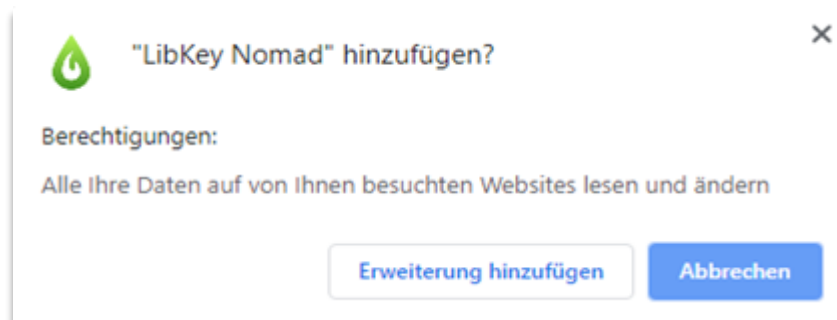 "LibKey Nomad" hinzufügen?
Berechtigungen:
Alle Ihre Daten auf von Ihnen besuchten Websites lesen und ändern
Erweiterung hinzufügen Abbrechen